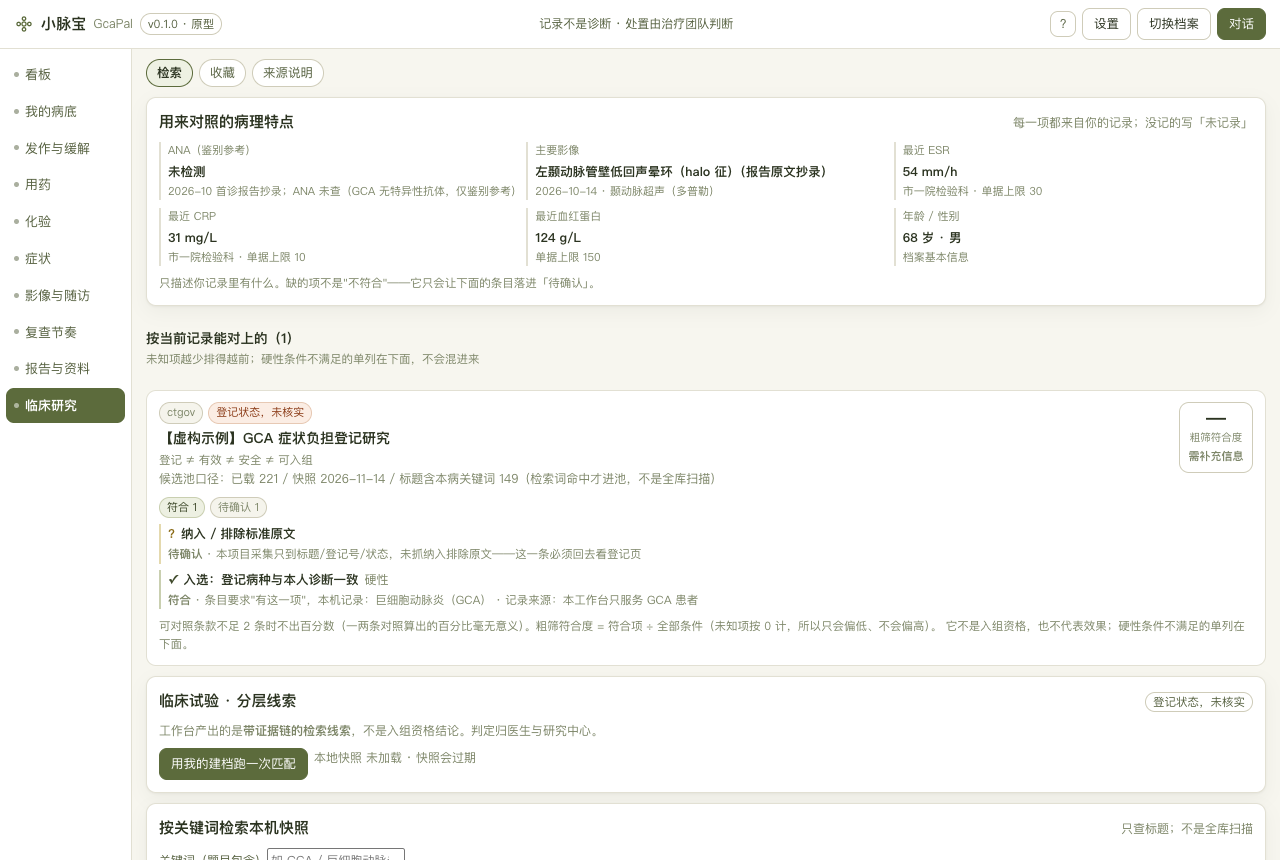 小脉宝 GcaPal v0.1.0 · 原型
记录不是诊断 · 处置由治疗团队判断
? 设置 切换档案 对话
看板
我的病底
发作与缓解
用药
化验
症状
影像与随访
复查节奏
报告与资料
临床研究
检索 收藏 来源说明
用来对照的病理特点
每一项都来自你的记录；没记的写「未记录」
ANA（鉴别参考）
未检测
2026-10 首诊报告抄录；ANA 未查（GCA 无特异性抗体，仅鉴别参考）
主要影像
左颞动脉管壁低回声晕环（halo 征）（报告原文抄录）
2026-10-14 · 颞动脉超声（多普勒）
最近 ESR
54 mm/h
市一院检验科 · 单据上限 30
最近 CRP
31 mg/L
市一院检验科 · 单据上限 10
最近血红蛋白
124 g/L
单据上限 150
年龄 / 性别
68 岁 · 男
档案基本信息
只描述你记录里有什么。缺的项不是"不符合"——它只会让下面的条目落进「待确认」。
按当前记录能对上的（1）
未知项越少排得越前；硬性条件不满足的单列在下面，不会混进来
ctgov 登记状态，未核实
【虚构示例】GCA 症状负担登记研究
登记 ≠ 有效 ≠ 安全 ≠ 可入组
候选池口径：已载 221 / 快照 2026-11-14 / 标题含本病关键词 149（检索词命中才进池，不是全库扫描）
—
粗筛符合度
需补充信息
符合 1 待确认 1
? 纳入 / 排除标准原文
待确认 · 本项目采集只到标题/登记号/状态，未抓纳入排除原文——这一条必须回去看登记页
✓ 入选：登记病种与本人诊断一致 硬性
符合 · 条目要求"有这一项"，本机记录：巨细胞动脉炎（GCA） · 记录来源：本工作台只服务 GCA 患者
可对照条款不足 2 条时不出百分数（一两条对照算出的百分比毫无意义）。粗筛符合度 = 符合项 ÷ 全部条件（未知项按 0 计，所以只会偏低、不会偏高）。 它不是入组资格，也不代表效果；硬性条件不满足的单列在
下面。
临床试验 · 分层线索
登记状态，未核实
工作台产出的是带证据链的检索线索，不是入组资格结论。判定归医生与研究中心。
用我的建档跑一次匹配 本地快照 未加载 · 快照会过期
按关键词检索本机快照
只查标题；不是全库扫描
关键词（题目包含） 如 GCA / 巨细胞动脉